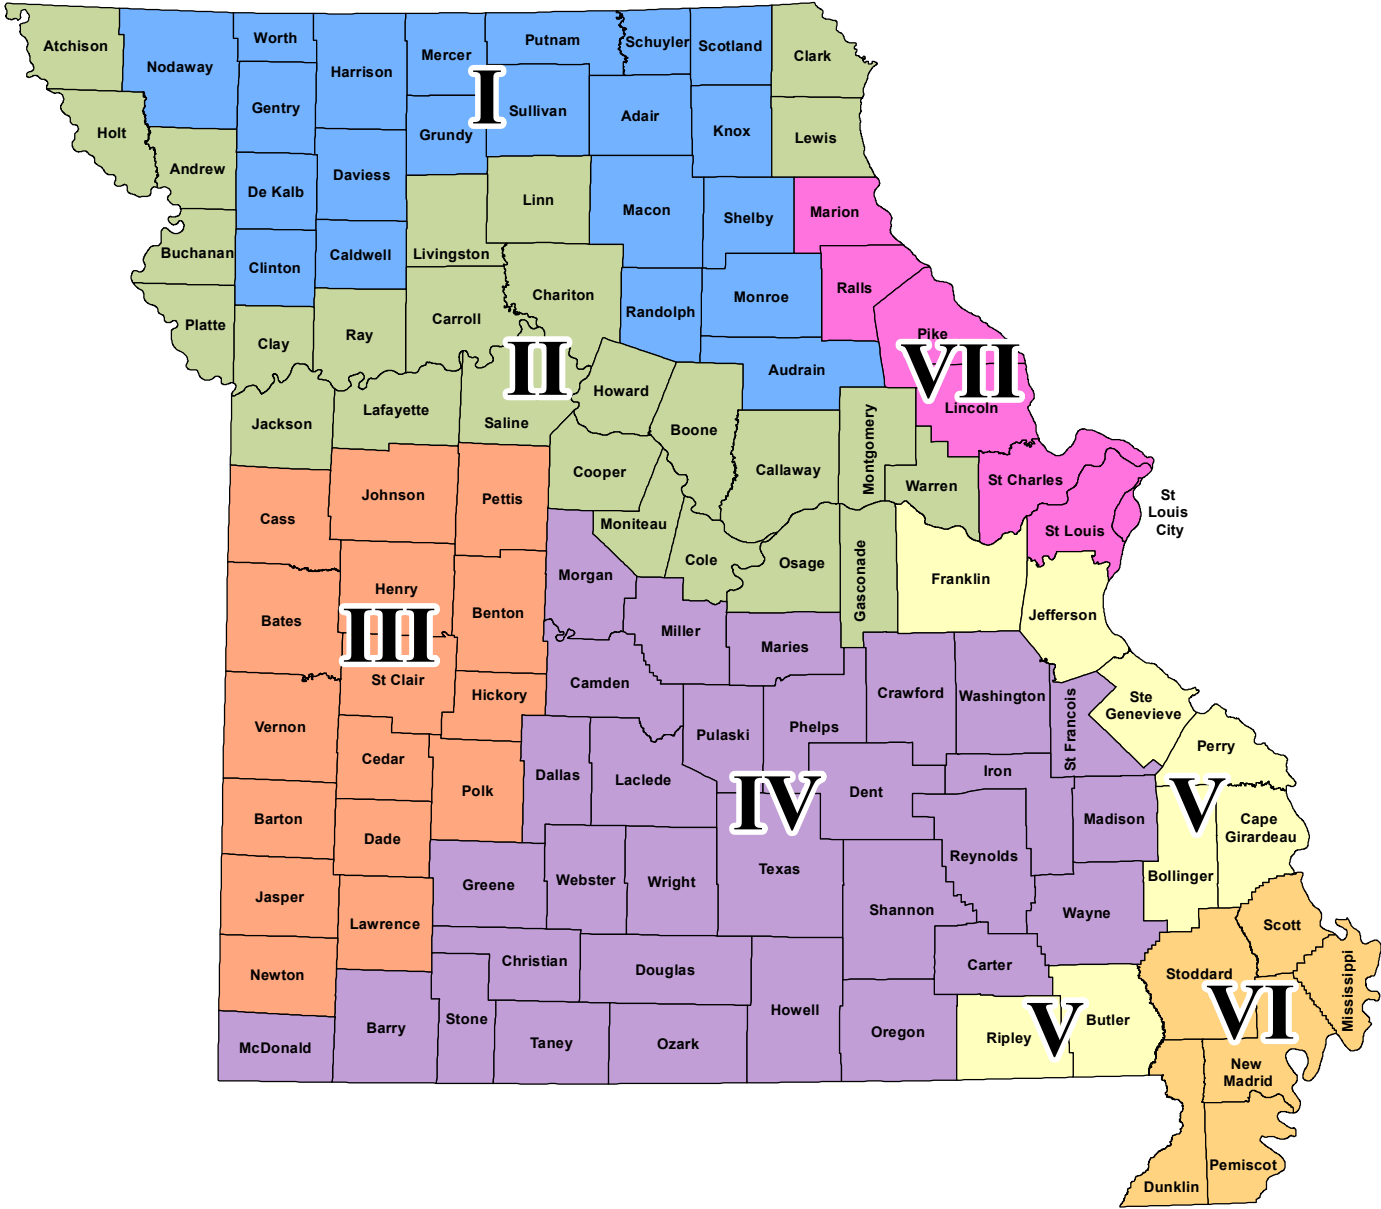 Atchison
Nodaway
Worth
Harrison
Mercer
Putnam
Schuyler
Scotland
Clark
Gentry
I
Sullivan
Adair
Knox
Lewis
Holt
Grundy
Andrew
De Kalb
Daviess
Linn
Macon
Shelby
Marion
Buchanan
Clinton
Caldwell
Livingston
Chariton
Randolph
Monroe
Ralls
Platte
Clay
Ray
Carroll
II
Audrain
Pike
VII
Lincoln
Jackson
Lafayette
Saline
Howard
Boone
Callaway
Montgomery
Warren
St Charles
St
Louis
City
St Louis
Cass
Johnson
Pettis
Cooper
Moniteau
Cole
Osage
Gasconade
Franklin
Jefferson
Bates
Henry
III
St Clair
Benton
Morgan
Miller
Maries
Camden
Hickory
Vernon
Cedar
Polk
Dallas
Laclede
Pulaski
Phelps
Crawford
Washington
St Francois
Ste
Genevieve
Perry
IV
Dent
Iron
Madison
V
Cape
Girardeau
Bollinger
Barton
Dade
Jasper
Lawrence
Greene
Webster
Wright
Texas
Shannon
Reynolds
Wayne
Scott
Mississippi
Newton
Christian
Douglas
Howell
Carter
Stoddard
VI
McDonald
Barry
Stone
Taney
Ozark
Oregon
Ripley
V
Butler
New
Madrid
Pemiscot
Dunklin